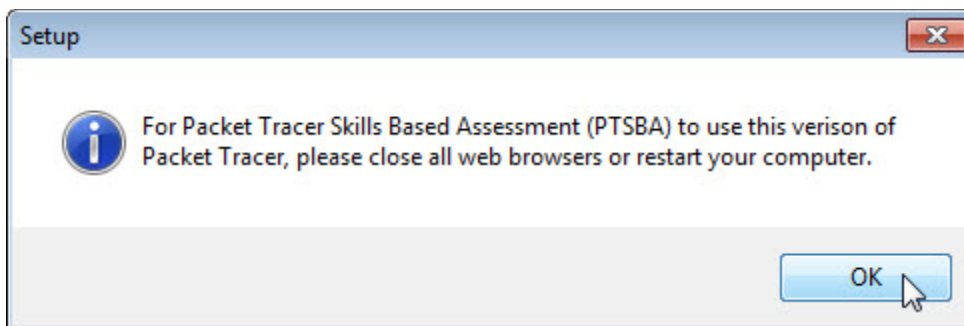 Setup
For Packet Tracer Skills Based Assessment (PTSBA) to use this verison of
Packet Tracer, please close all web browsers or restart your computer.
OK